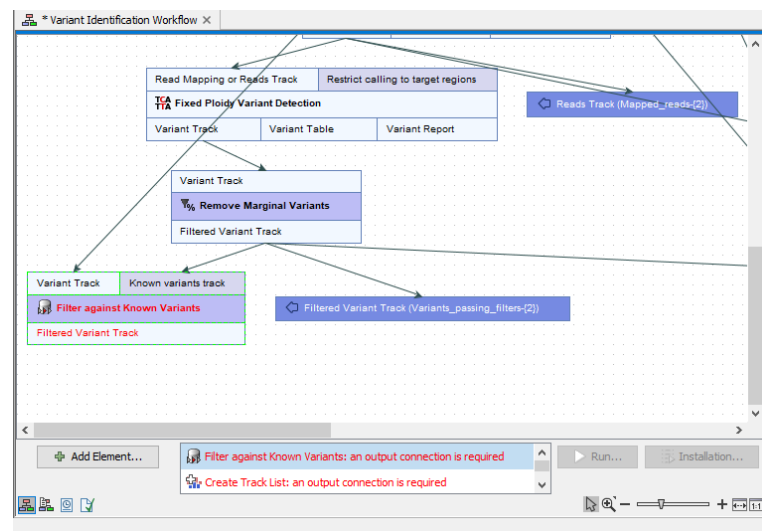 * Variant Identification Workflow
Read Mapping or Reads Track Restrict calling to target regions
Fixed Ploidy Variant Detection
Reads Track (Mapped_reads-{2})
Variant Track Variant Table Variant Report
Variant Track
Remove Marginal Variants
Filtered Variant Track
Variant Track Known variants track
Filter against Known Variants
Filtered Variant Track (Variants_passing_filters-{2})
Filtered Variant Track
Add Element...
Filter against Known Variants: an output connection is required
Run...
Installation...
Create Track List: an output connection is required
1:1